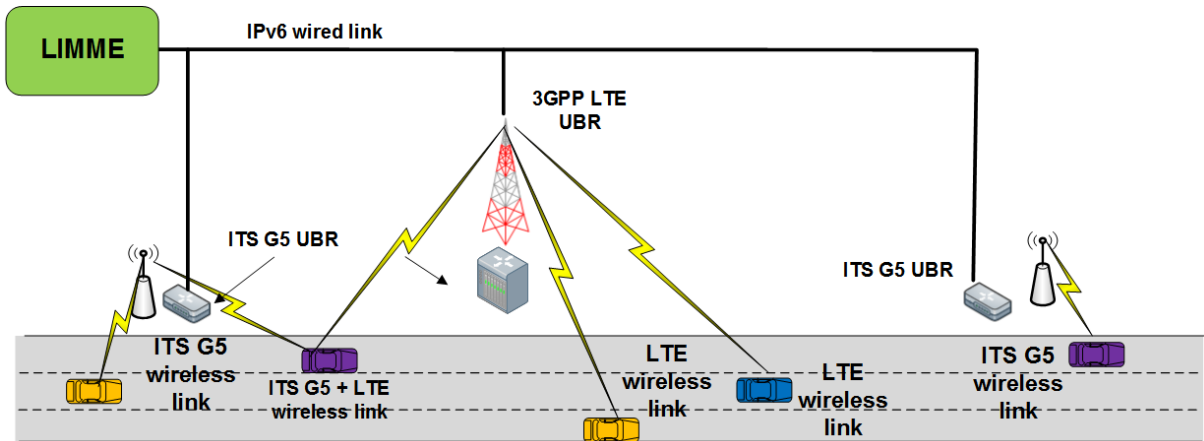 IPv6 wired link
LIMME
3GPP LTE
UBR
ITS G5 UBR
ITS G5 UBR
ITS G5
wireless
link
ITS G5 + LTE
wireless link
LTE
wireless
link
LTE
wireless
link
ITS G5
wireless
link